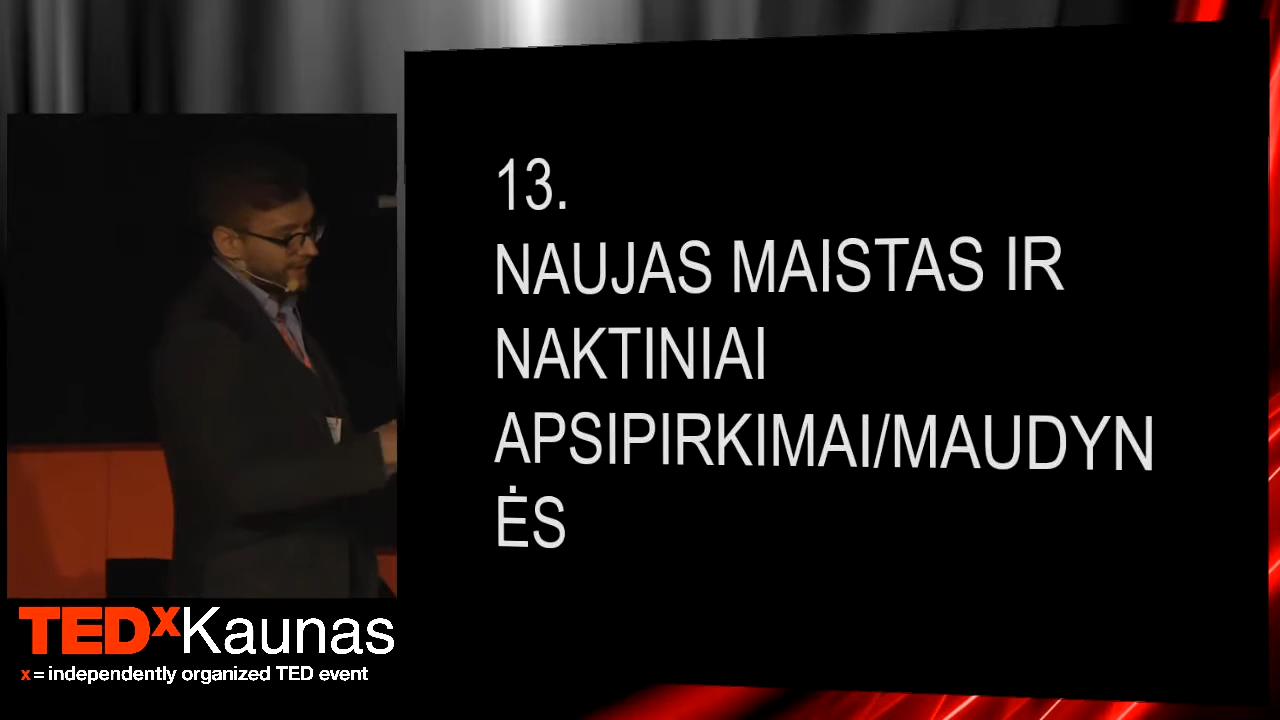 13.
NAUJAS MAISTAS IR
NAKTINIAI
APSIPIRKIMAI/MAUDYN
ĖS
TEDxKaunas
x = independently organized TED event